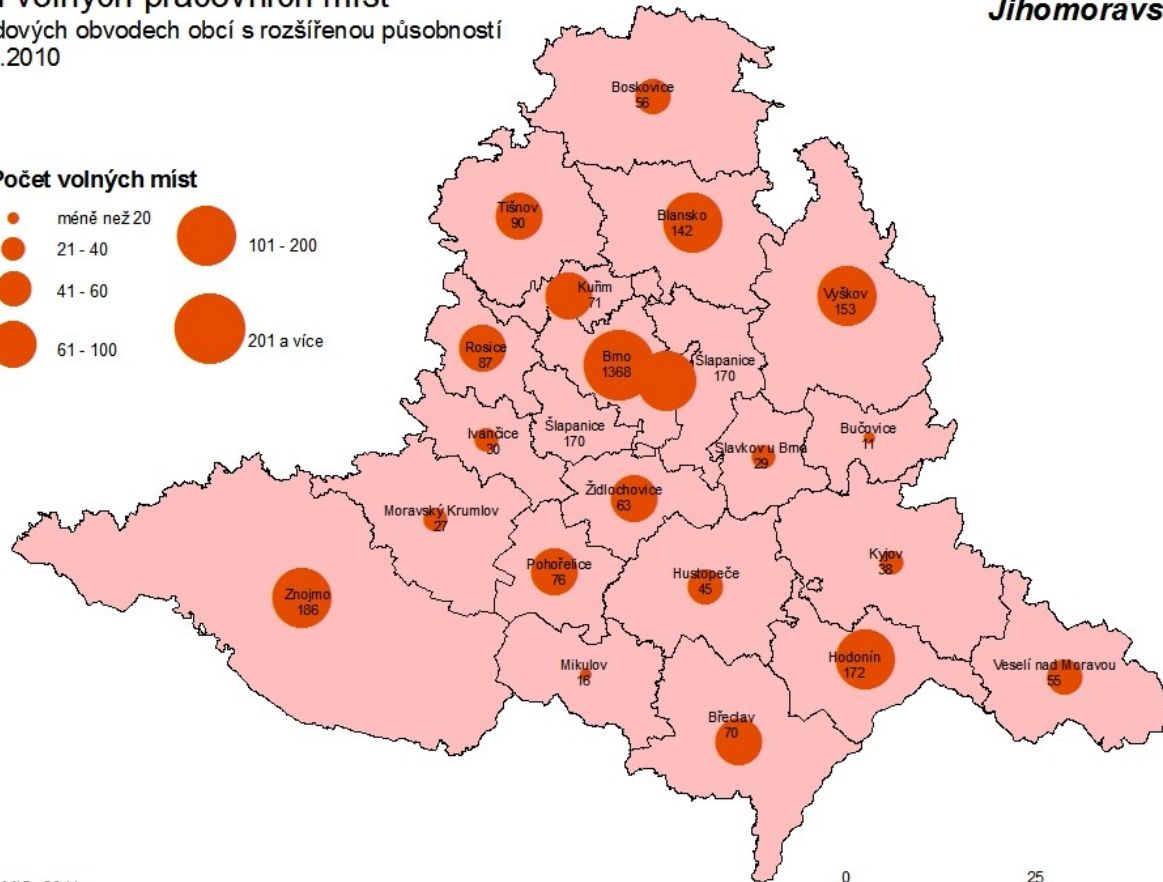 volných pracovních míst
dových obvodech obcí s rozšířenou působností
.2010
Jihomoravs
Počet volných míst
méně než 20
21 - 40
41 - 60
61 - 100
101 - 200
201 a více
Boskovice
56
Tišnov
90
Blansko
142
Kuřim
71
Vyškov
153
Rosice
87
Brno
1368
Šlapanice
170
Ivančice
30
Šlapanice
170
Slavkov u Brna
29
Bučovice
11
Moravský Krumlov
27
Židlochovice
63
Pohořelice
76
Hustopeče
45
Kyjov
38
Znojmo
186
Mikulov
16
Hodonín
172
Veselí nad Moravou
55
Břeclav
70
0 25